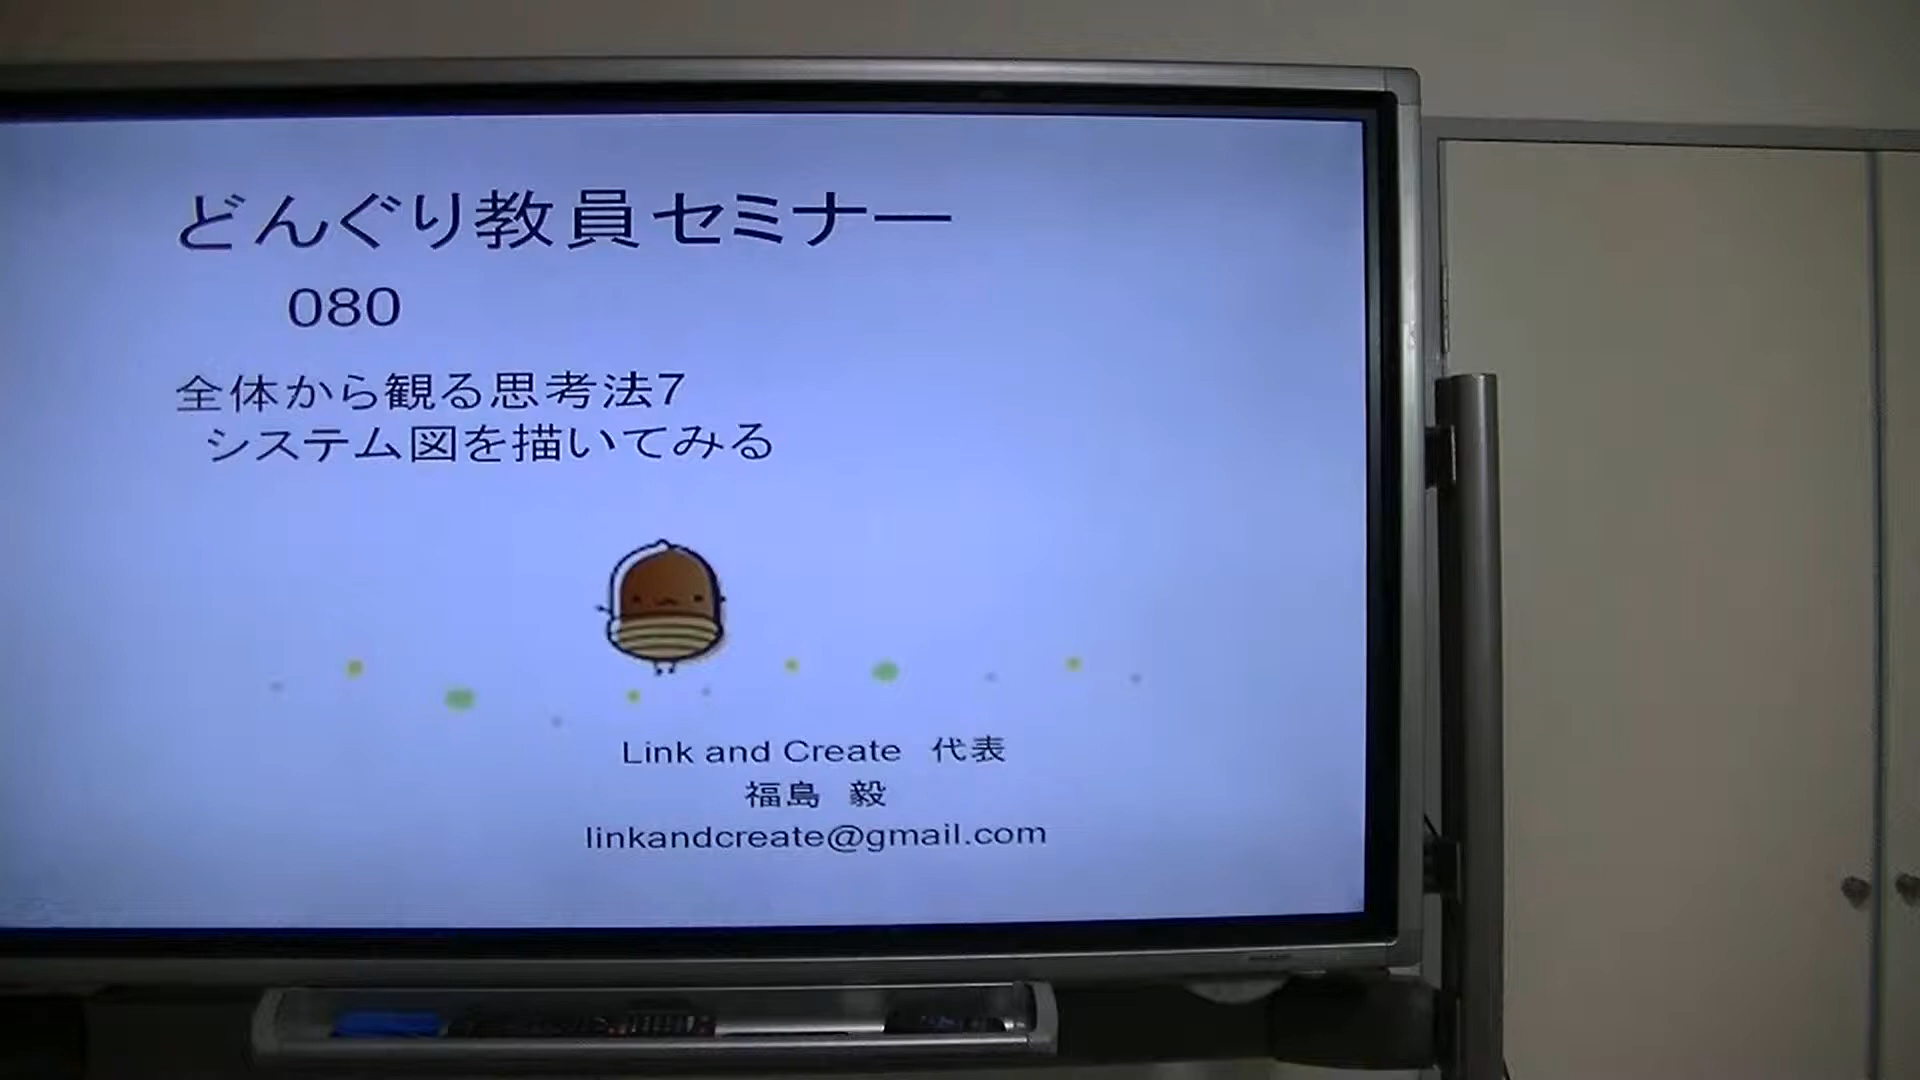 どんぐり教員セミナー
080
全体から観る思考法7
システム図を描いてみる
Link and Create 代表
福島 毅
linkandcreate@gmail.com